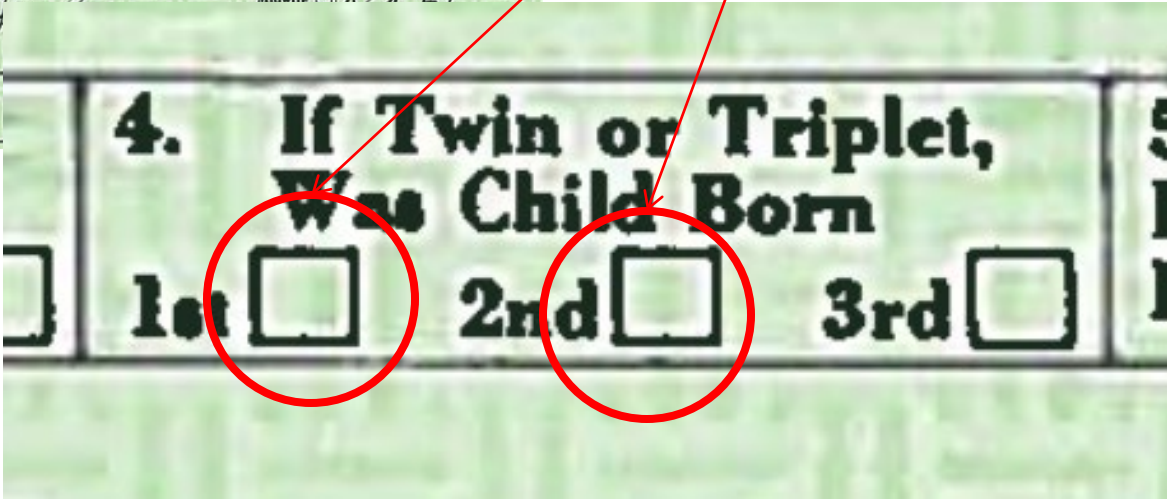 4. If Twin or Triplet,
Was Child Born
1st 2nd 3rd